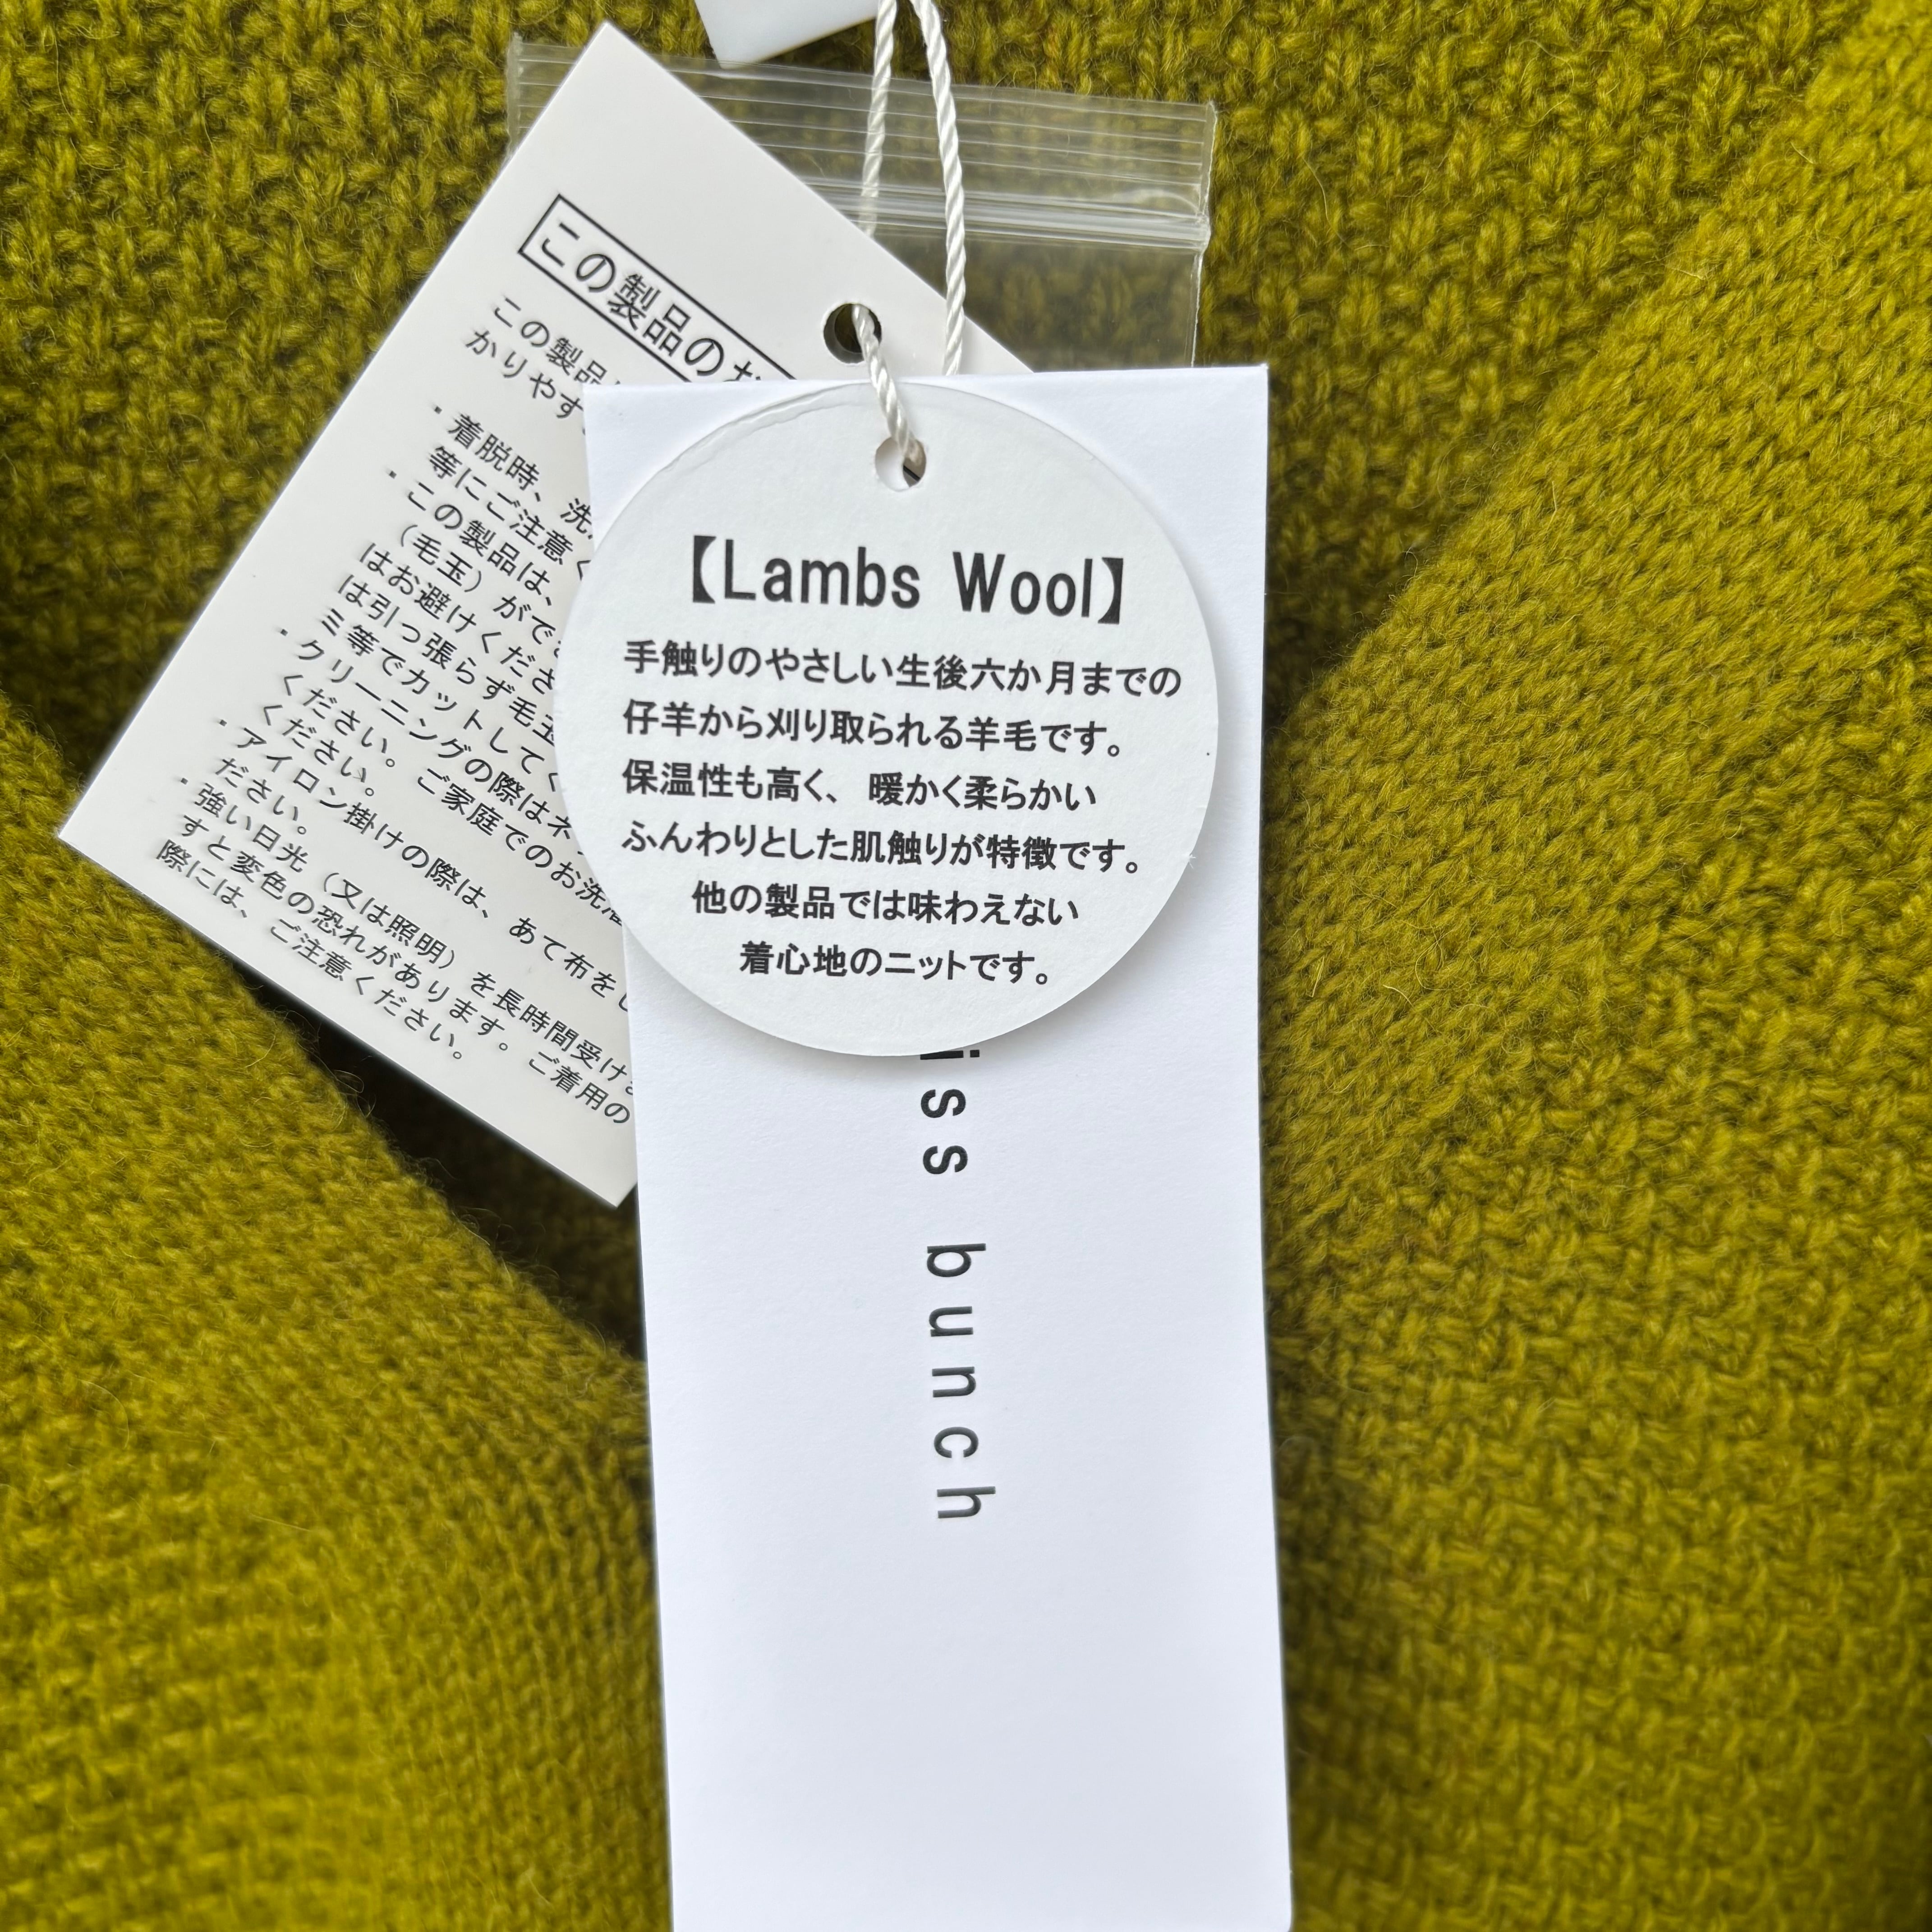 この製品のお
この製品
かりやす
・着脱時、洗
等にご注意く
・この製品は、
（毛玉）がで
はお避けくださ
は引っ張らず毛玉
ミ等でカットしてく
・クリーニングの際はネ
ください。ご家庭でのお洗濯
ください。
・アイロン掛けの際は、あて布をし
ださい。
・強い日光（又は照明）を長時間受けま
すと変色の恐れがあります。ご着用の
際には、ご注意ください。
【Lambs Wool】
手触りのやさしい生後六か月までの
仔羊から刈り取られる羊毛です。
保温性も高く、暖かく柔らかい
ふんわりとした肌触りが特徴です。
他の製品では味わえない
着心地のニットです。
iss bunch